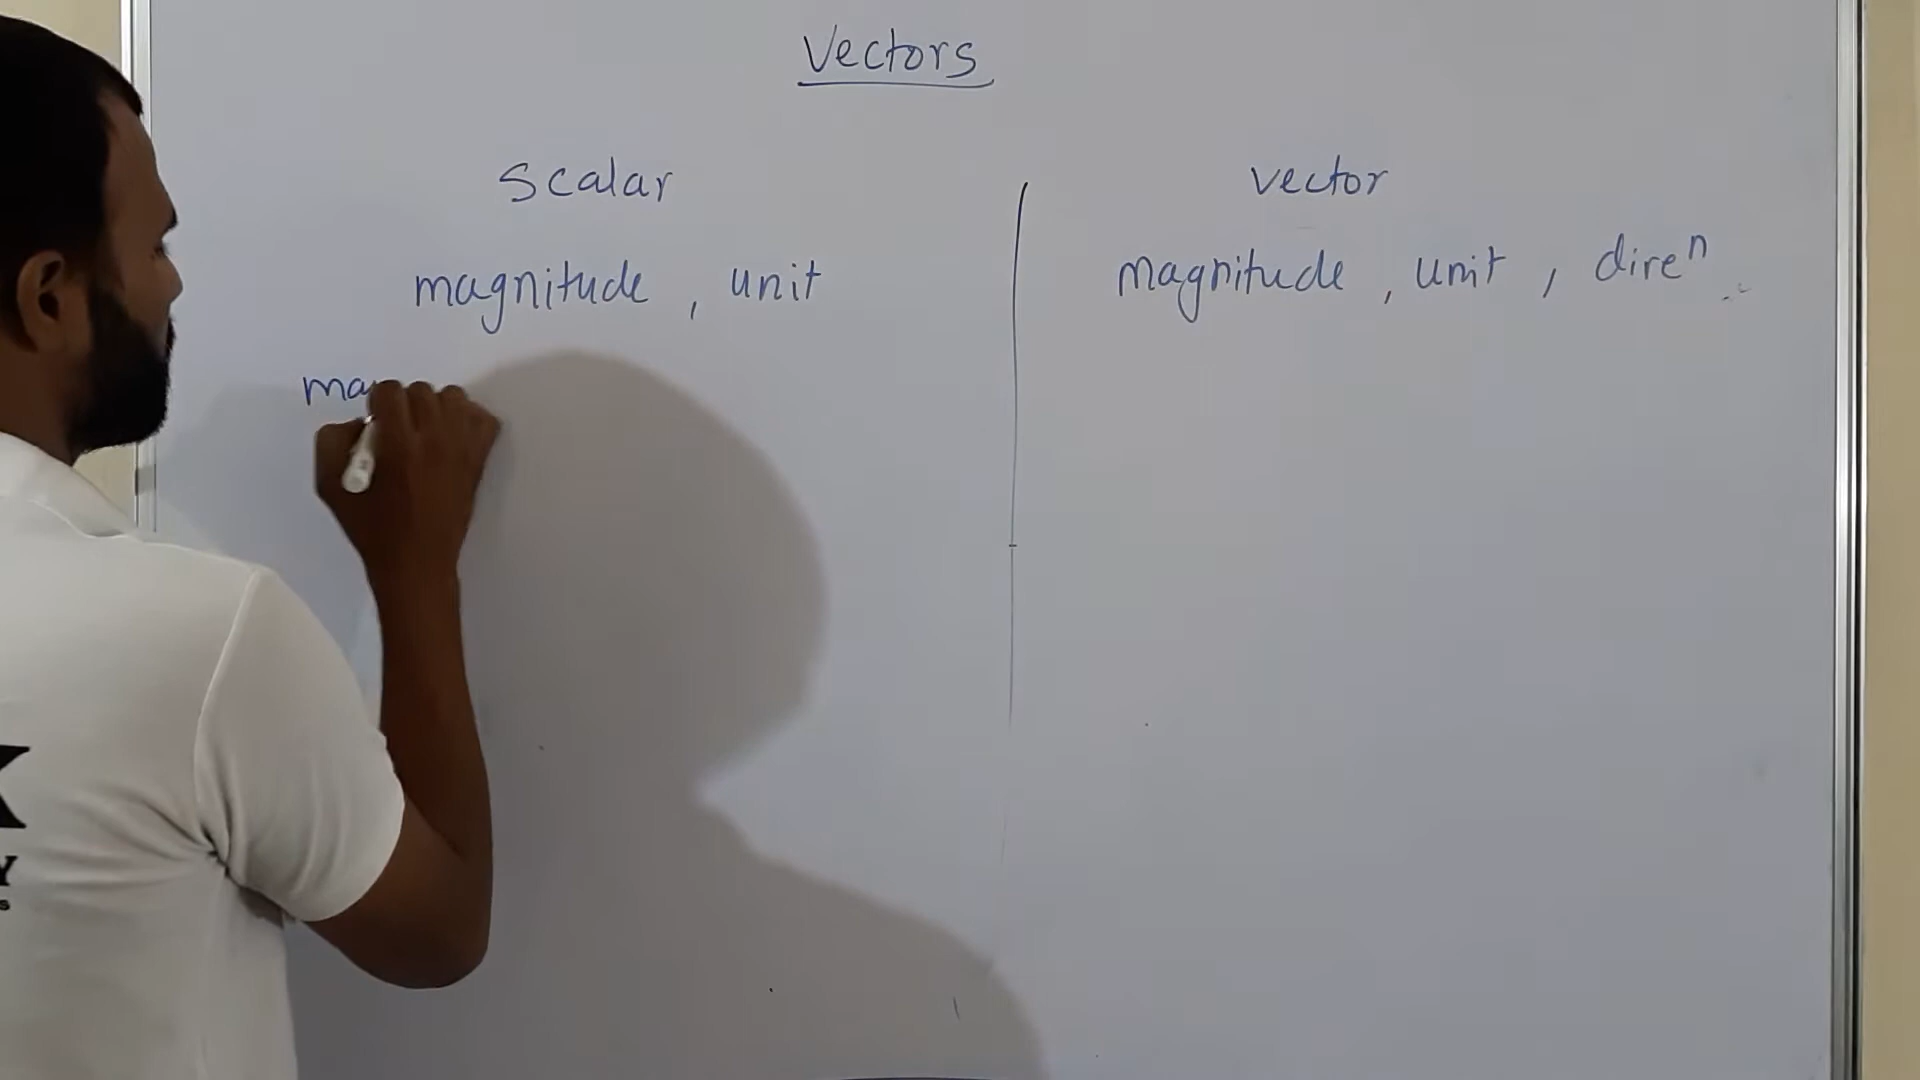 Vectors
Scalar
magnitude , unit
vector
magnitude , unit , direⁿ